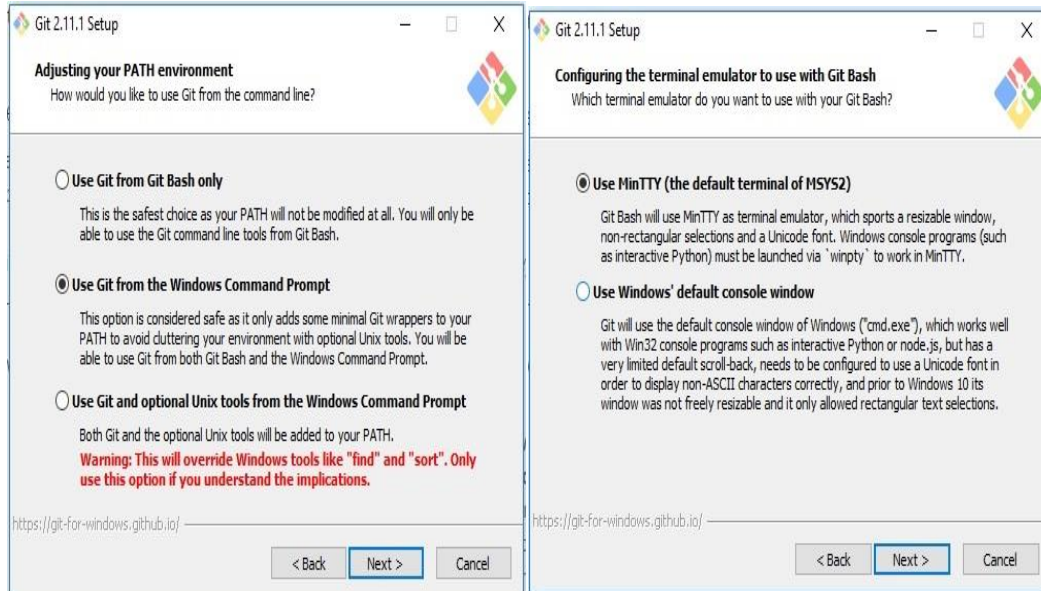 Git 2.11.1 Setup
Adjusting your PATH environment
How would you like to use Git from the command line?
Use Git from Git Bash only
This is the safest choice as your PATH will not be modified at all. You will only be
able to use the Git command line tools from Git Bash.
Use Git from the Windows Command Prompt
This option is considered safe as it only adds some minimal Git wrappers to your
PATH to avoid cluttering your environment with optional Unix tools. You will be
able to use Git from both Git Bash and the Windows Command Prompt.
Use Git and optional Unix tools from the Windows Command Prompt
Both Git and the optional Unix tools will be added to your PATH.
Warning: This will override Windows tools like "find" and "sort". Only
use this option if you understand the implications.
https://git-for-windows.github.io/
< Back Next > Cancel
Git 2.11.1 Setup
Configuring the terminal emulator to use with Git Bash
Which terminal emulator do you want to use with your Git Bash?
Use MinTTY (the default terminal of MSYS2)
Git Bash will use MinTTY as terminal emulator, which sports a resizable window,
non-rectangular selections and a Unicode font. Windows console programs (such
as interactive Python) must be launched via `winpty` to work in MinTTY.
Use Windows' default console window
Git will use the default console window of Windows ("cmd.exe"), which works well
with Win32 console programs such as interactive Python or node.js, but has a
very limited default scroll-back, needs to be configured to use a Unicode font in
order to display non-ASCII characters correctly, and prior to Windows 10 its
window was not freely resizable and it only allowed rectangular text selections.
https://git-for-windows.github.io/
< Back Next > Cancel